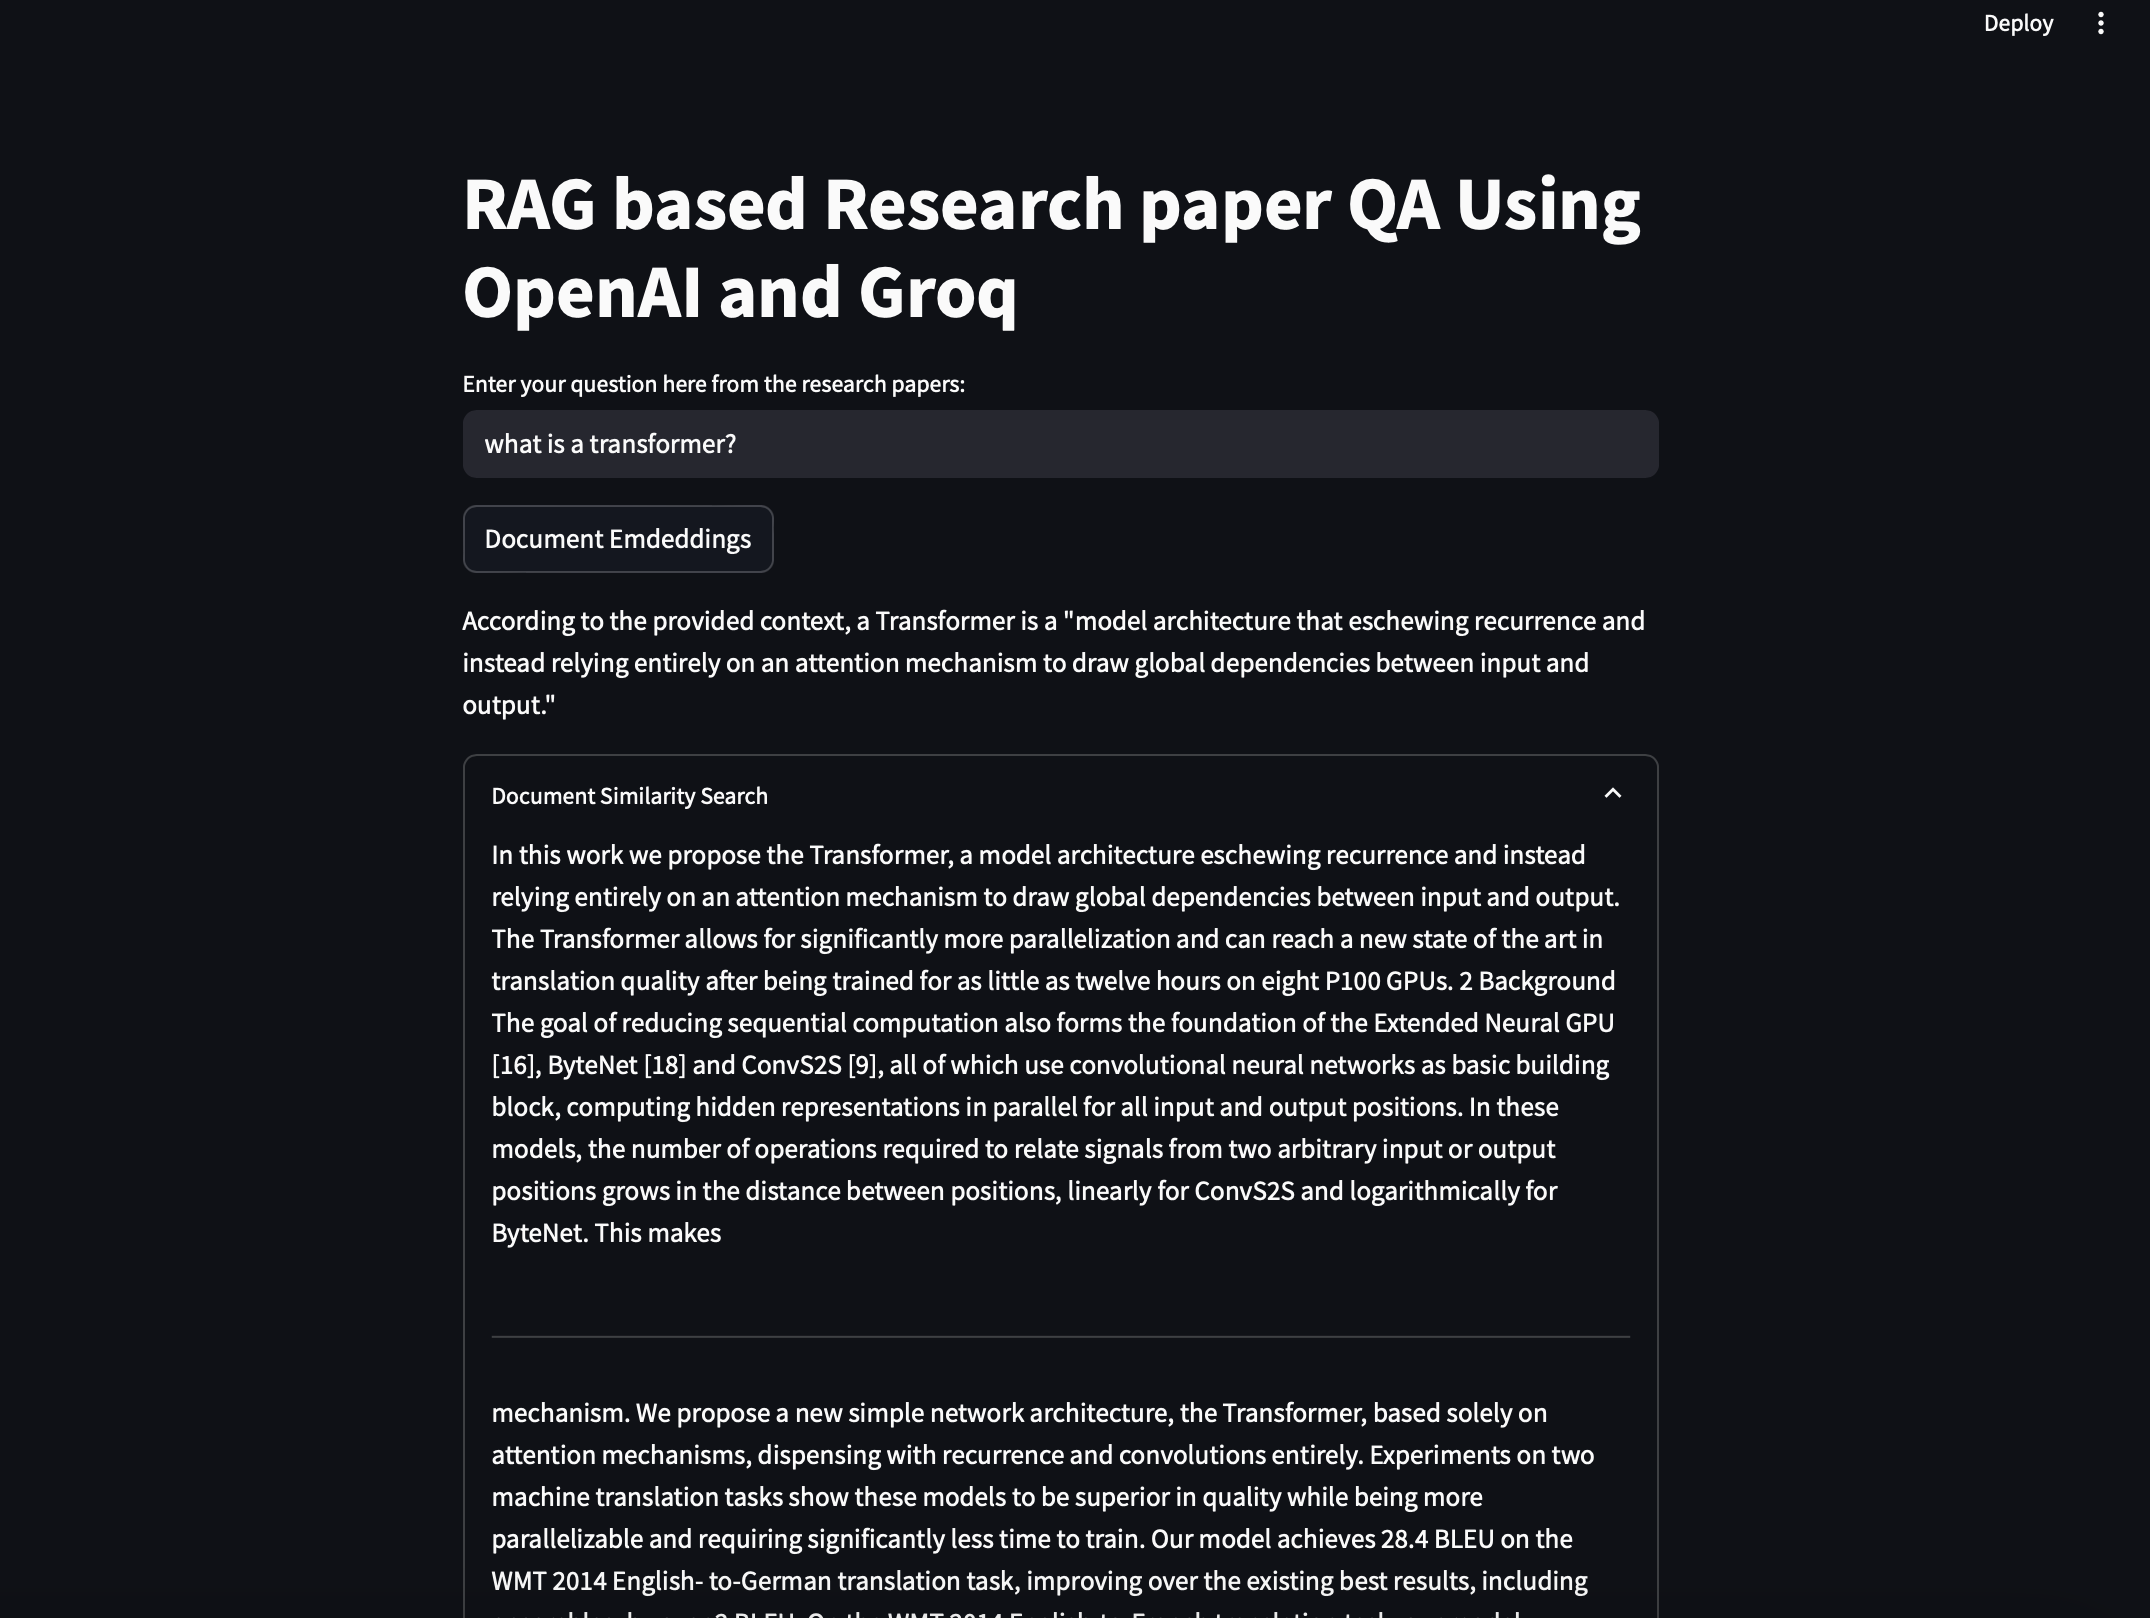 Deploy
RAG based Research paper QA Using
OpenAI and Groq
Enter your question here from the research papers:
what is a transformer?
Document Emdeddings
According to the provided context, a Transformer is a "model architecture that eschewing recurrence and
instead relying entirely on an attention mechanism to draw global dependencies between input and
output."
Document Similarity Search
In this work we propose the Transformer, a model architecture eschewing recurrence and instead
relying entirely on an attention mechanism to draw global dependencies between input and output.
The Transformer allows for significantly more parallelization and can reach a new state of the art in
translation quality after being trained for as little as twelve hours on eight P100 GPUs. 2 Background
The goal of reducing sequential computation also forms the foundation of the Extended Neural GPU
[16], ByteNet [18] and ConvS2S [9], all of which use convolutional neural networks as basic building
block, computing hidden representations in parallel for all input and output positions. In these
models, the number of operations required to relate signals from two arbitrary input or output
positions grows in the distance between positions, linearly for ConvS2S and logarithmically for
ByteNet. This makes
mechanism. We propose a new simple network architecture, the Transformer, based solely on
attention mechanisms, dispensing with recurrence and convolutions entirely. Experiments on two
machine translation tasks show these models to be superior in quality while being more
parallelizable and requiring significantly less time to train. Our model achieves 28.4 BLEU on the
WMT 2014 English- to-German translation task, improving over the existing best results, including